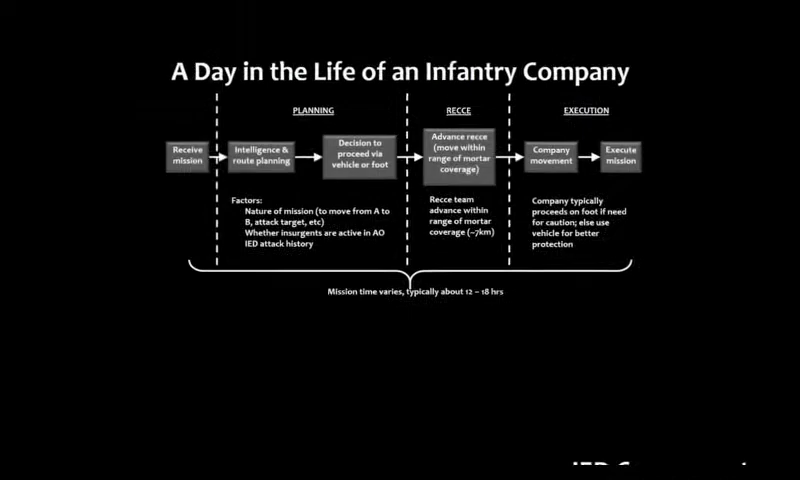 A Day in the Life of an Infantry Company
PLANNING
RECCE
EXECUTION
Receive
mission
Intelligence &
route planning
Decision to
proceed via
vehicle or foot
Advance recce
(move within
range of mortar
coverage)
Company
movement
Execute
mission
Factors:
Nature of mission (to move from A to
B, attack target, etc)
Whether insurgents are active in AO
IED attack history
Recce team
advance within
range of mortar
coverage (~7km)
Company typically
proceeds on foot if need
for caution; else use
vehicle for better
protection
Mission time varies, typically about 12 – 18 hrs
IED